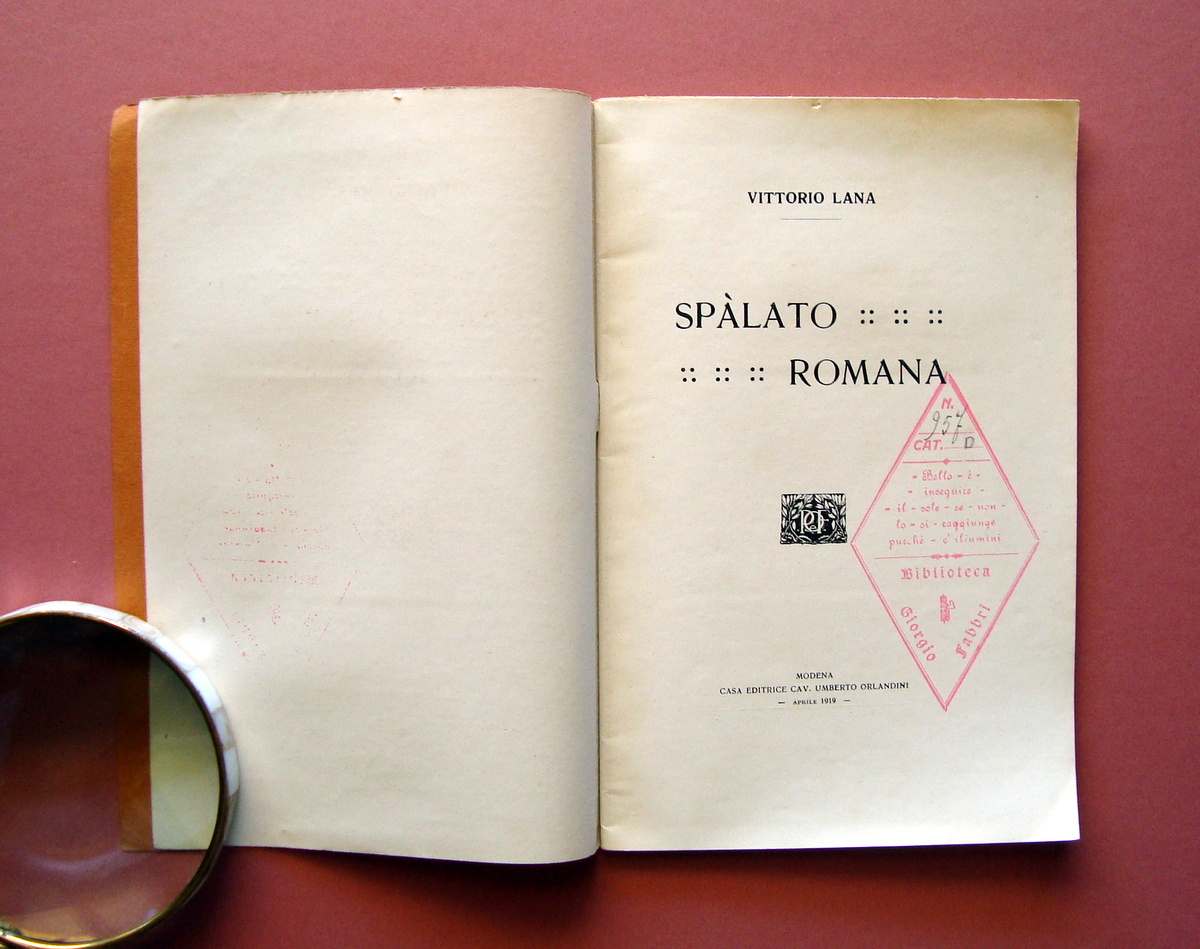 VITTORIO LANA
SPÀLATO :: :: ::
:: :: :: ROMANA
N.
957
CAT. D
- Bello - è -
- inseguire -
- il - sole - se - non -
lo - si - raggiunge
purchè - c' illumini
Biblioteca
Giorgio Fabbri
MODENA
CASA EDITRICE CAV. UMBERTO ORLANDINI
— APRILE 1919 —